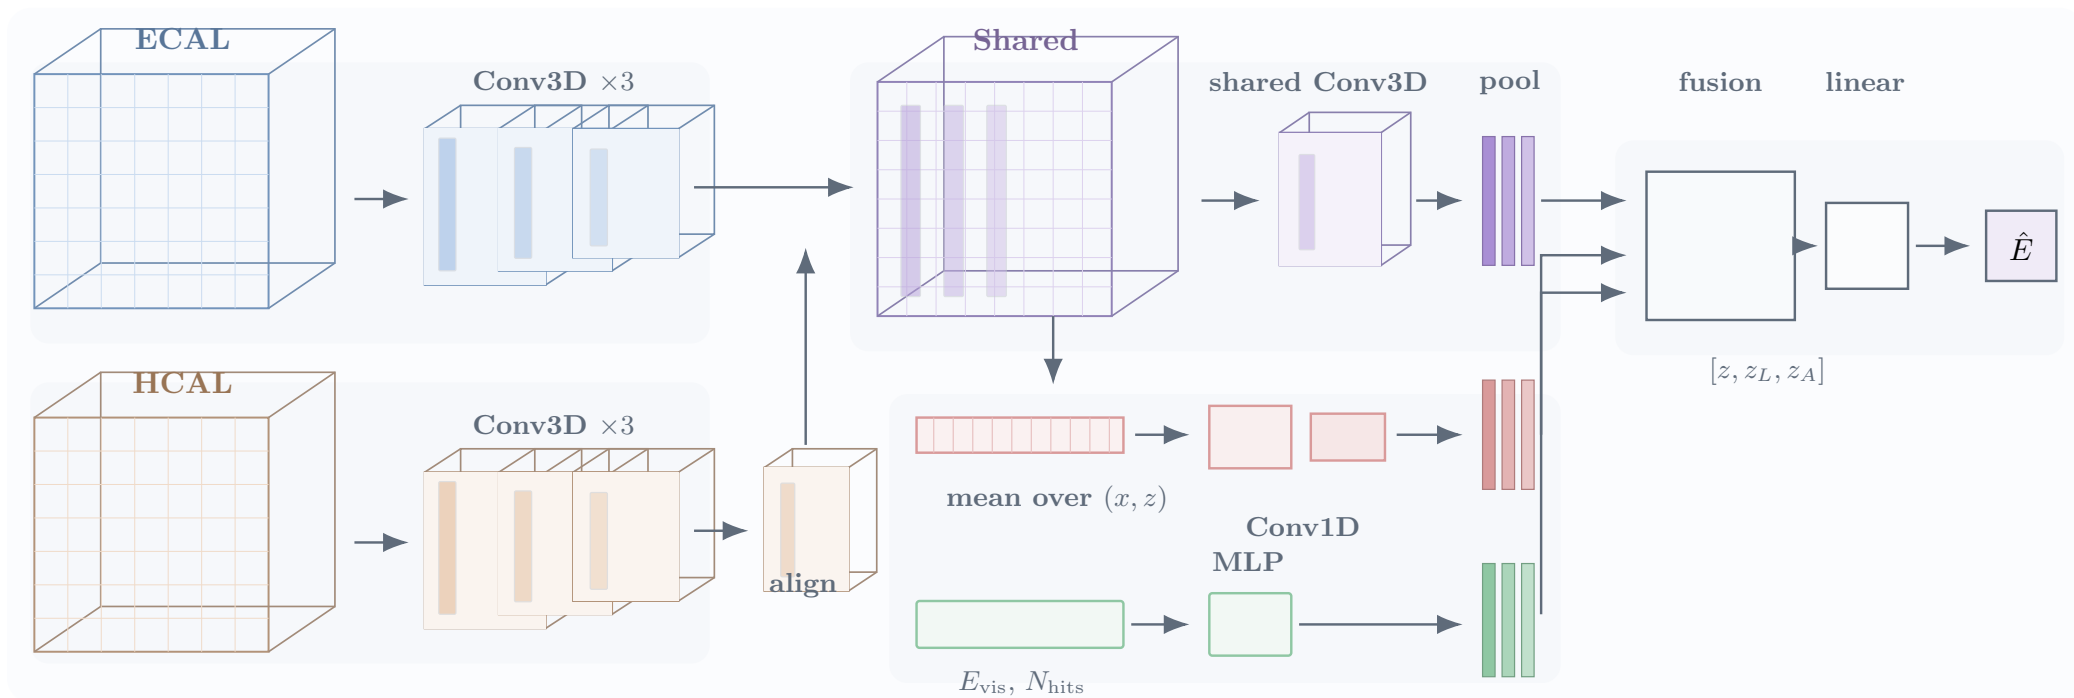 ECAL
Conv3D ×3
Shared
shared Conv3D
pool
fusion
linear
Ê
[z, z_L, z_A]
HCAL
Conv3D ×3
align
mean over (x, z)
Conv1D
MLP
E_vis, N_hits